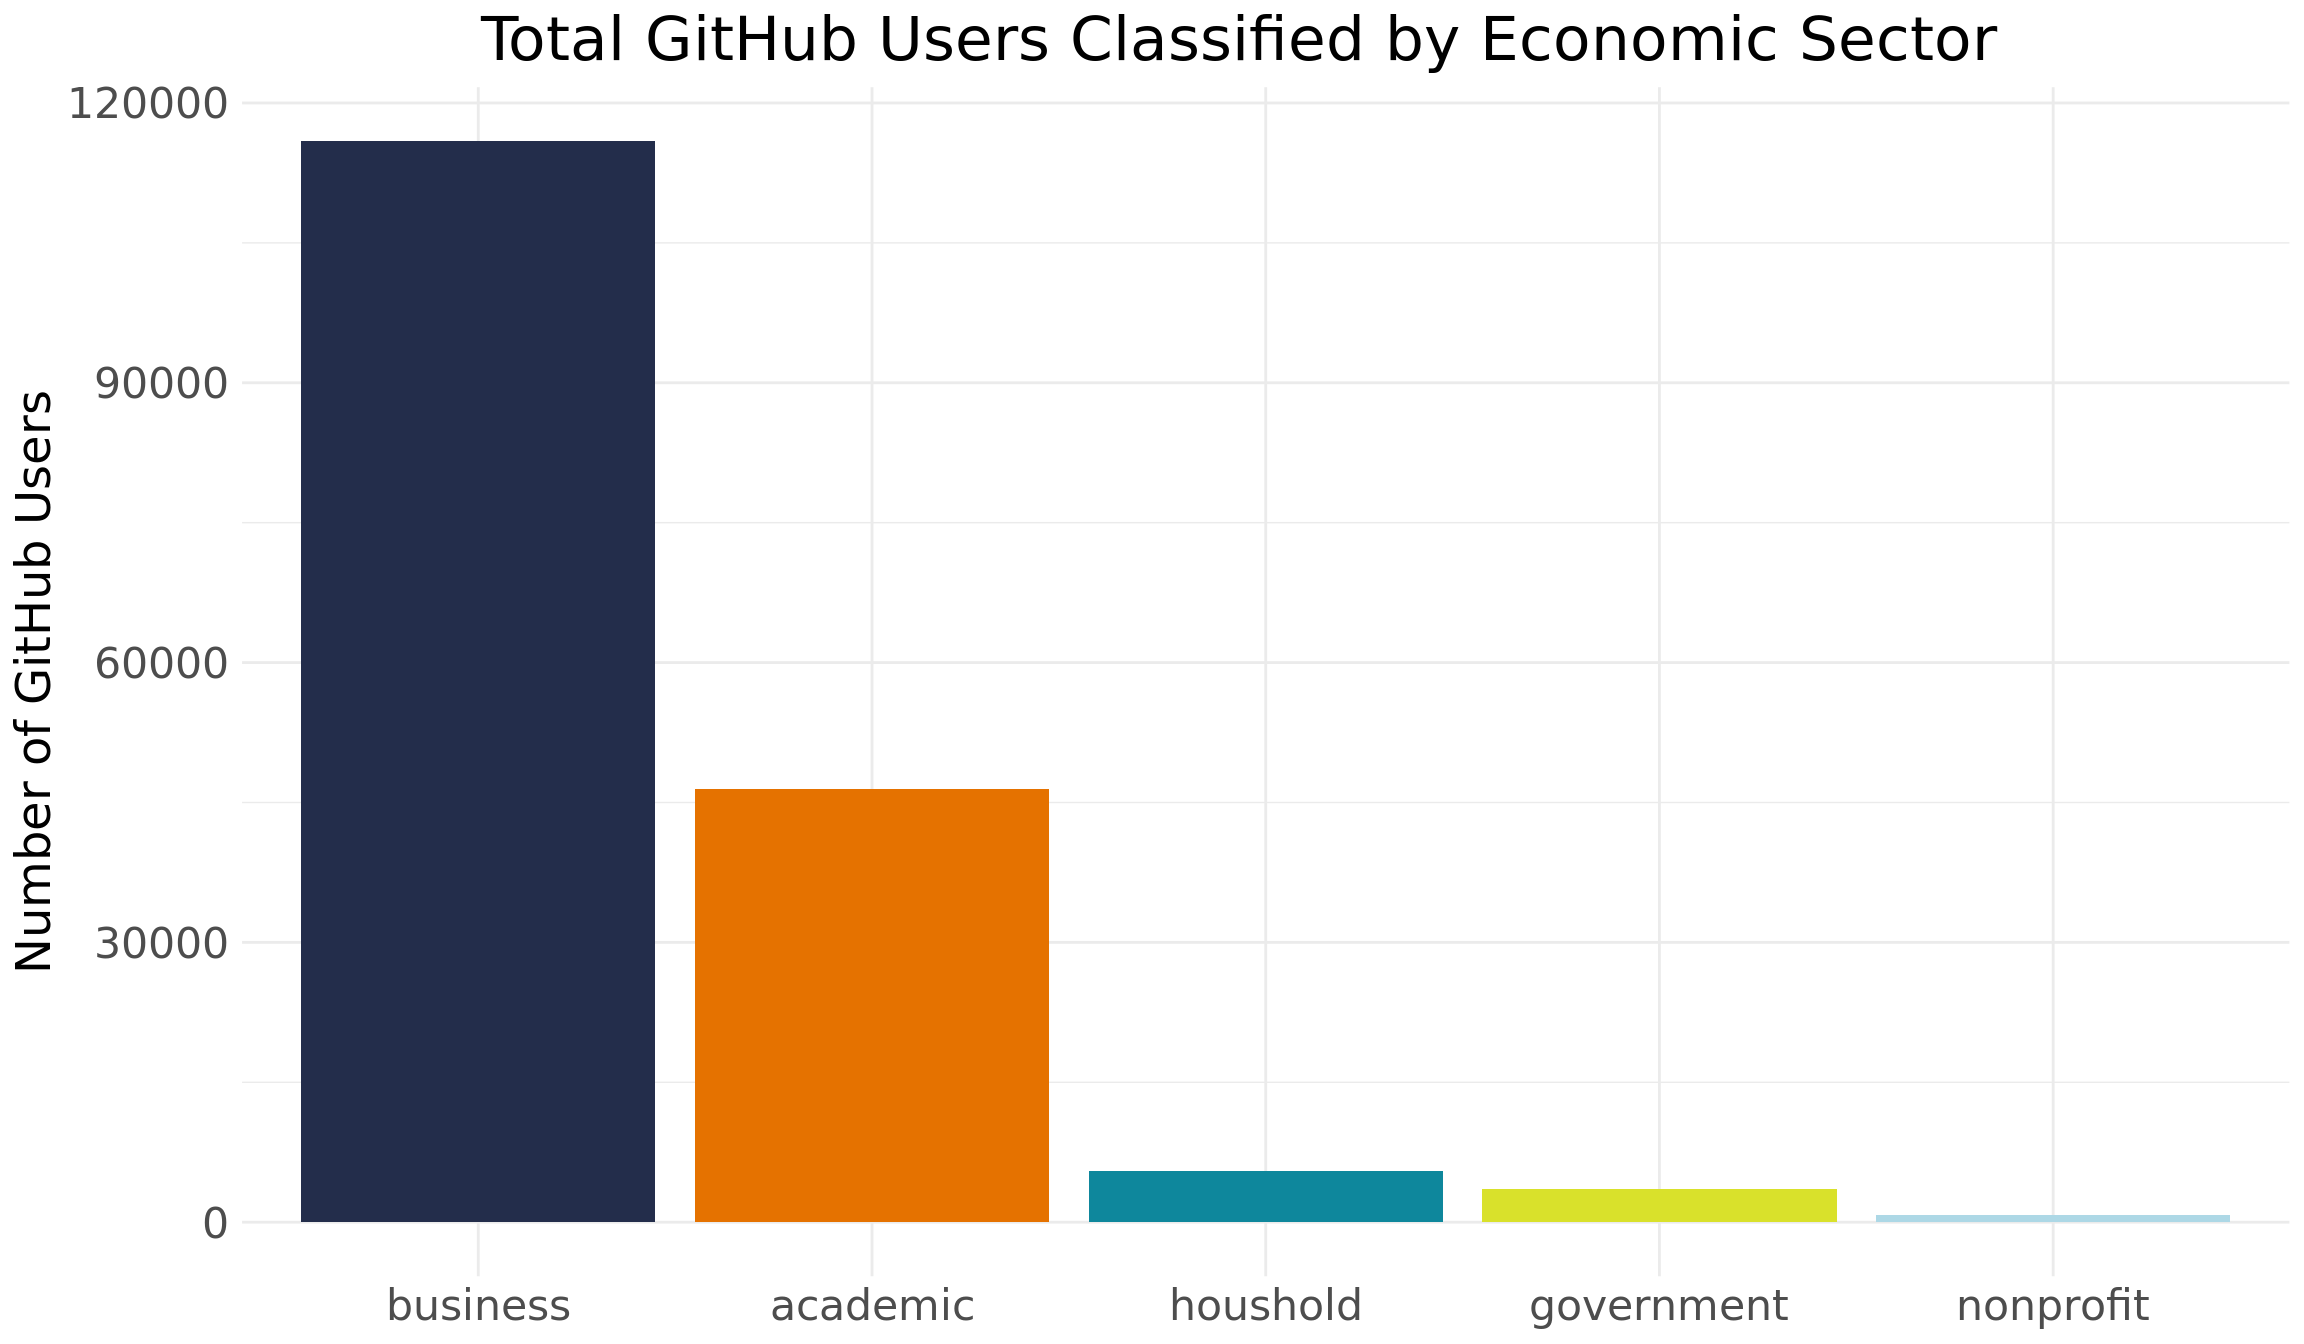 Total GitHub Users Classified by Economic Sector
Number of GitHub Users
120000
90000
60000
30000
0
business
academic
houshold
government
nonprofit